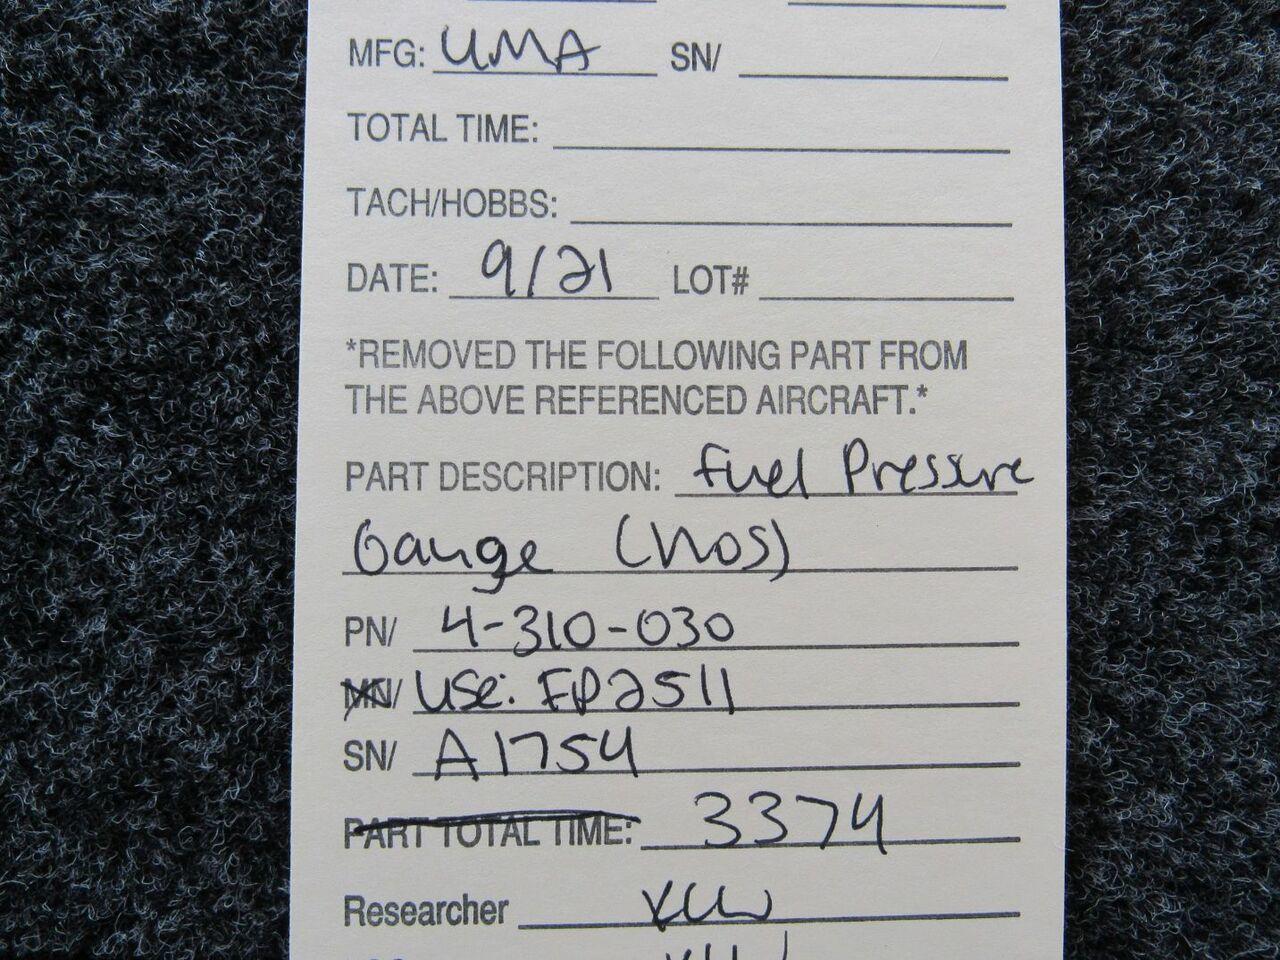 MFG: UMA SN/
TOTAL TIME:
TACH/HOBBS:
DATE: 9/21 LOT#
*REMOVED THE FOLLOWING PART FROM
THE ABOVE REFERENCED AIRCRAFT.*
PART DESCRIPTION: Fuel Pressure
Gauge (NOS)
PN/ 4-310-030
MN/ USE: FP2511
SN/ A1754
PART TOTAL TIME: 3374
Researcher KLW